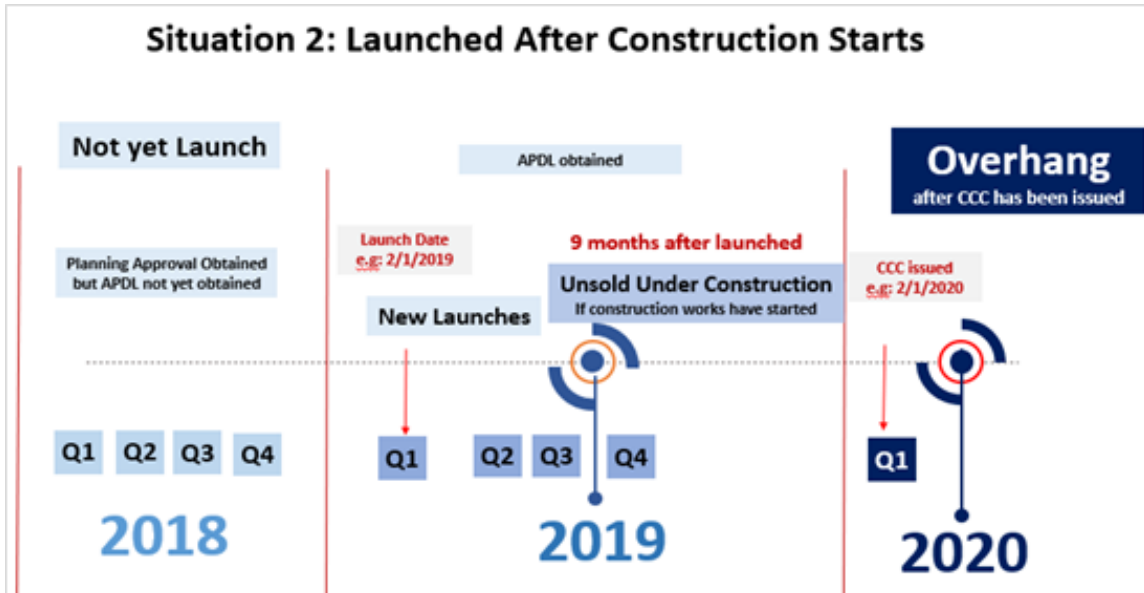 Situation 2: Launched After Construction Starts
Not yet Launch
Planning Approval Obtained
but APDL not yet obtained
APDL obtained
Launch Date
e.g: 2/1/2019
New Launches
9 months after launched
Unsold Under Construction
If construction works have started
Overhang
after CCC has been issued
CCC issued
e.g: 2/1/2020
Q1 Q2 Q3 Q4
2018
Q1 Q2 Q3 Q4
2019
Q1
2020